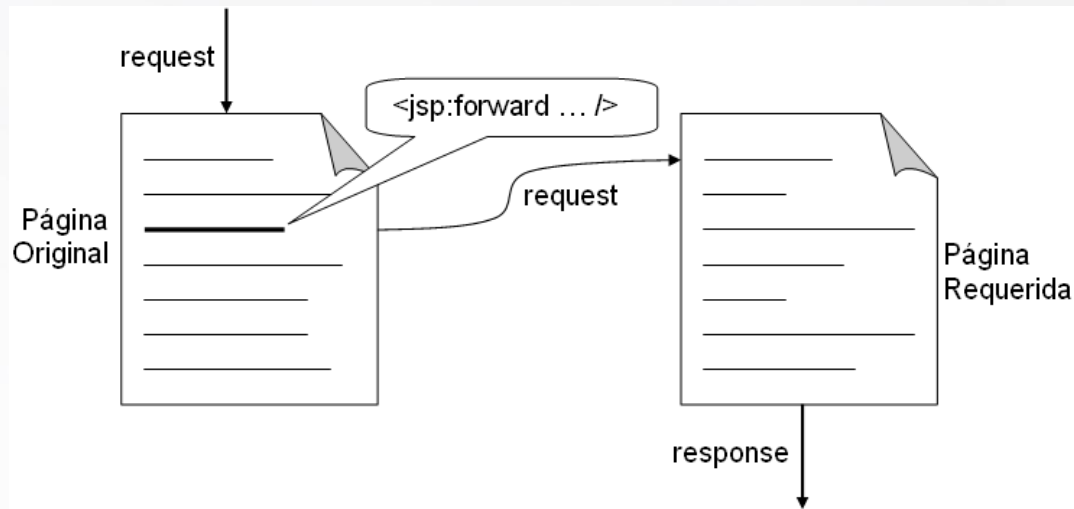 request
<jsp:forward … />
request
Página
Original
Página
Requerida
response